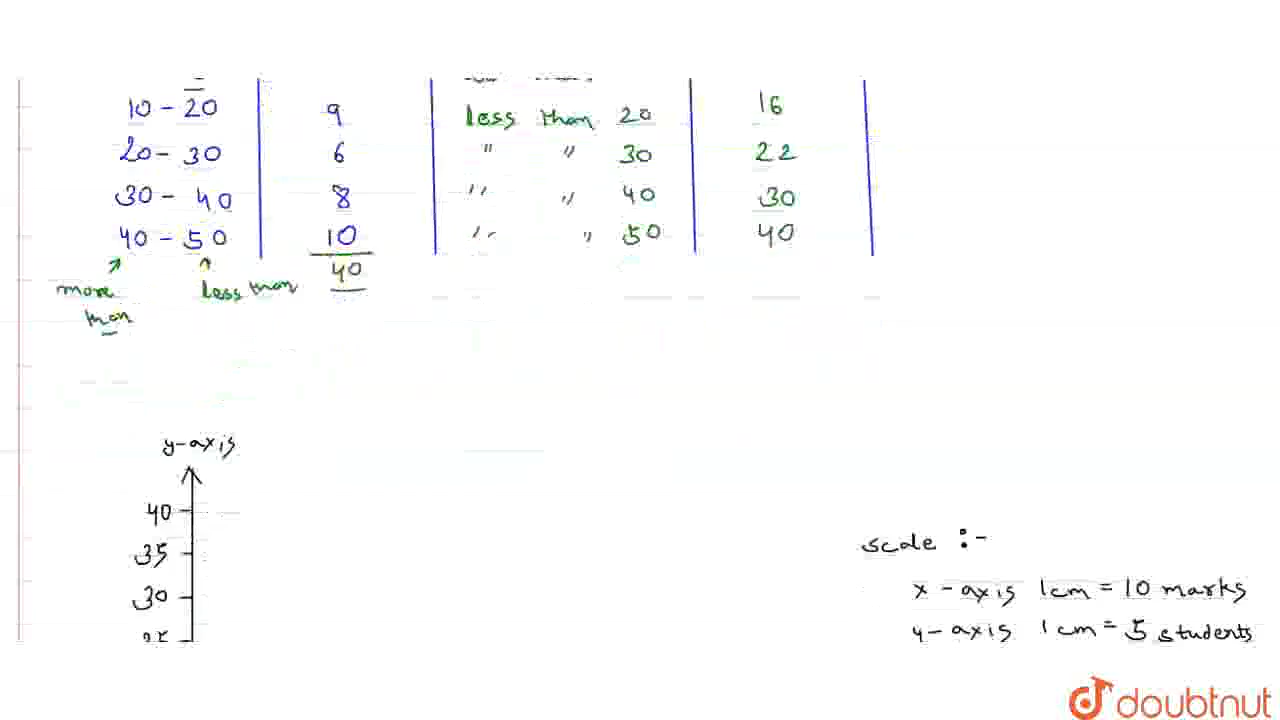 10 - 20 9 less than 20 16
20 - 30 6 " " 30 22
30 - 40 8 " " 40 30
40 - 50 10 " " 50 40
40
more than less than
y-axis
40
35
30
scale :-
x-axis 1cm = 10 marks
y-axis 1cm = 5 students
doubtnut